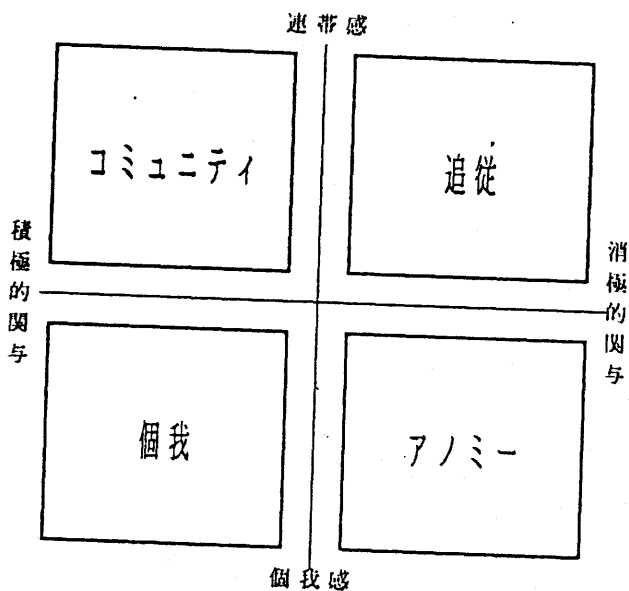 連帯感
コミュニティ
追従
積極的関与
消極的関与
個我
アノミー
個我感